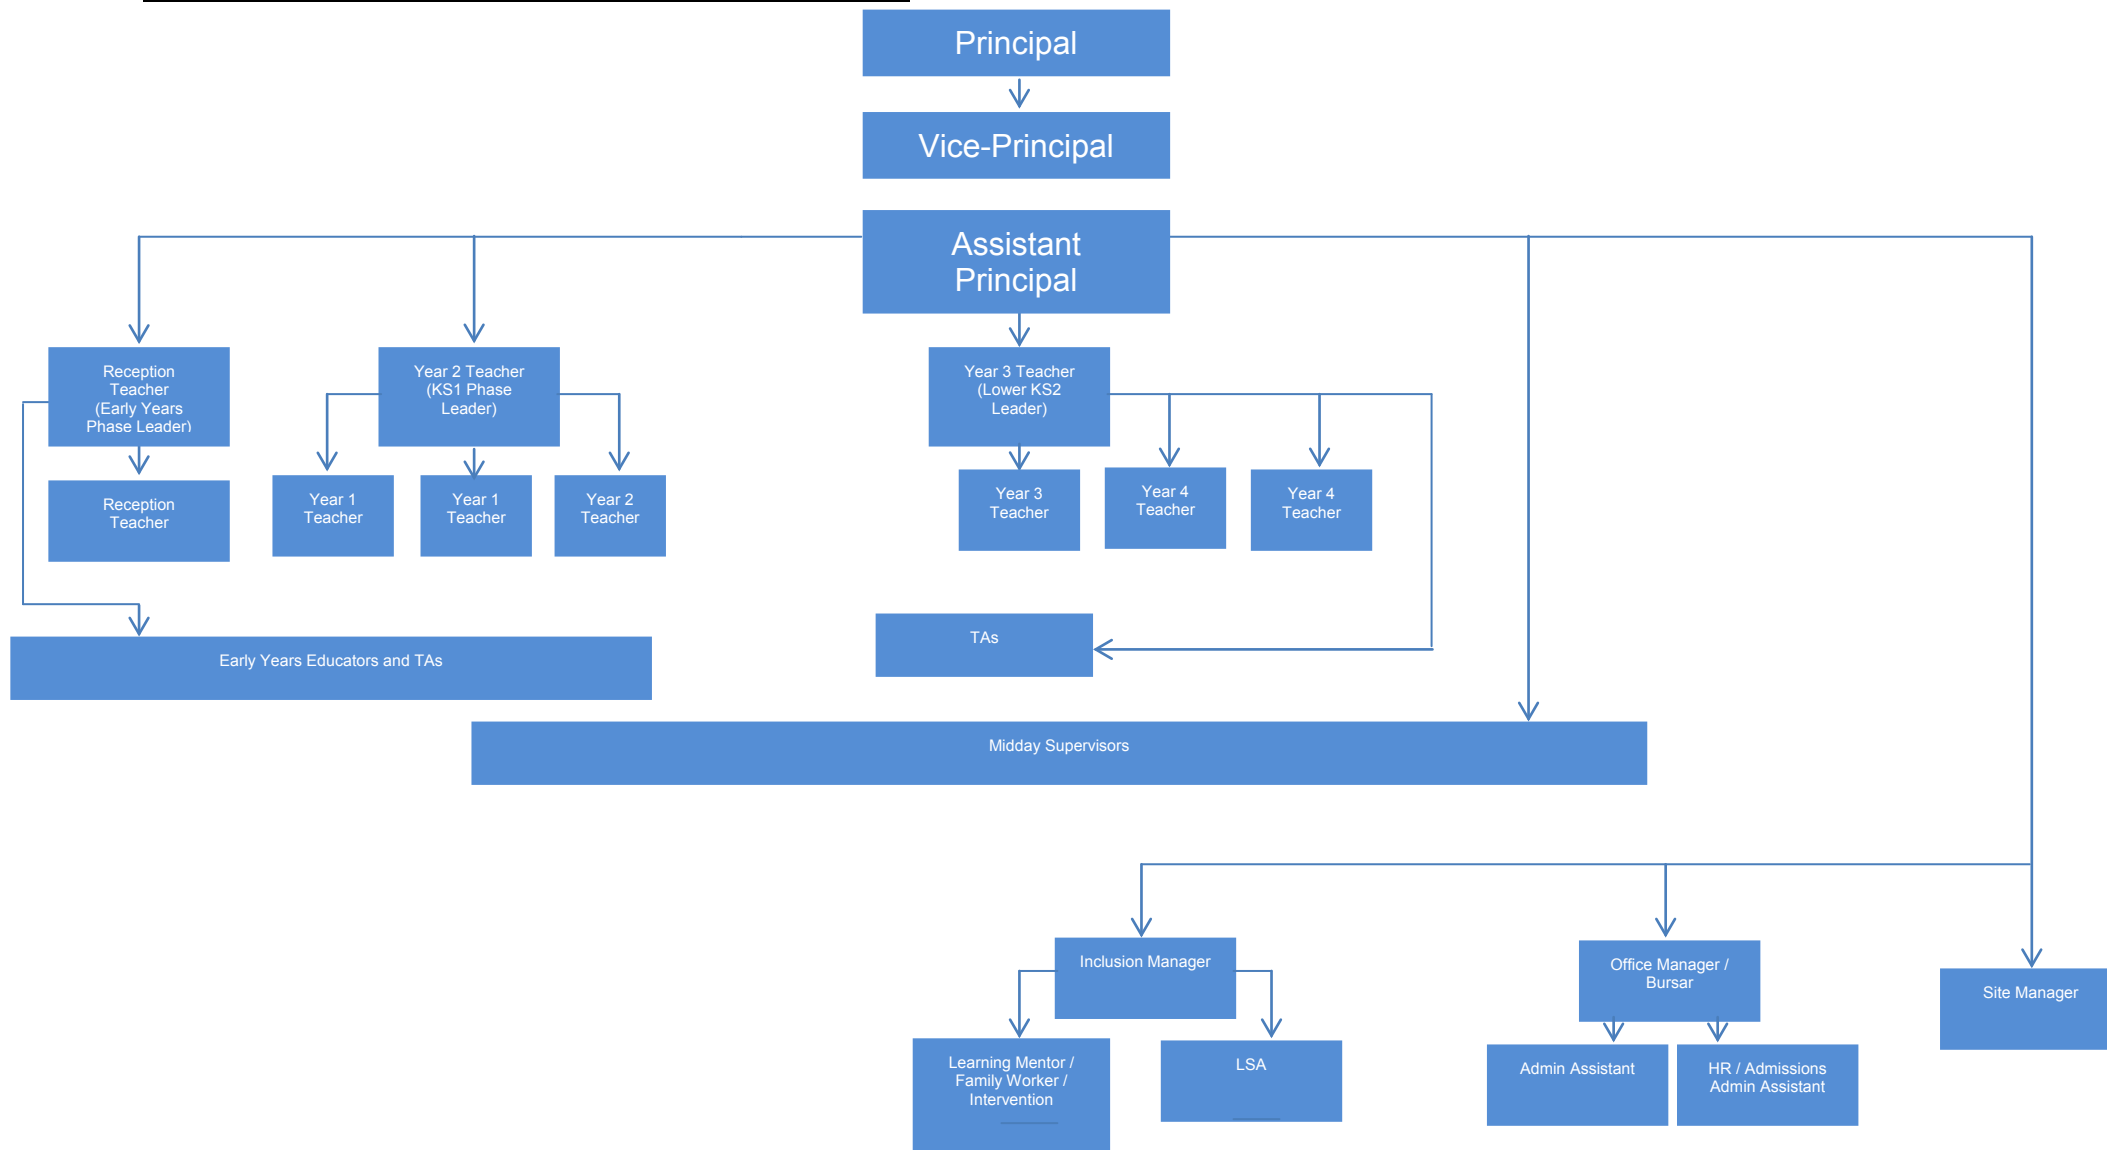 Principal
Vice-Principal
Assistant
Principal
Reception
Teacher
(Early Years
Phase Leader)
Year 2 Teacher
(KS1 Phase
Leader)
Year 3 Teacher
(Lower KS2
Leader)
Reception
Teacher
Year 1
Teacher
Year 1
Teacher
Year 2
Teacher
Year 3
Teacher
Year 4
Teacher
Year 4
Teacher
TAs
Early Years Educators and TAs
Midday Supervisors
Inclusion Manager
Office Manager /
Bursar
Site Manager
Learning Mentor /
Family Worker /
Intervention
LSA
Admin Assistant
HR / Admissions
Admin Assistant